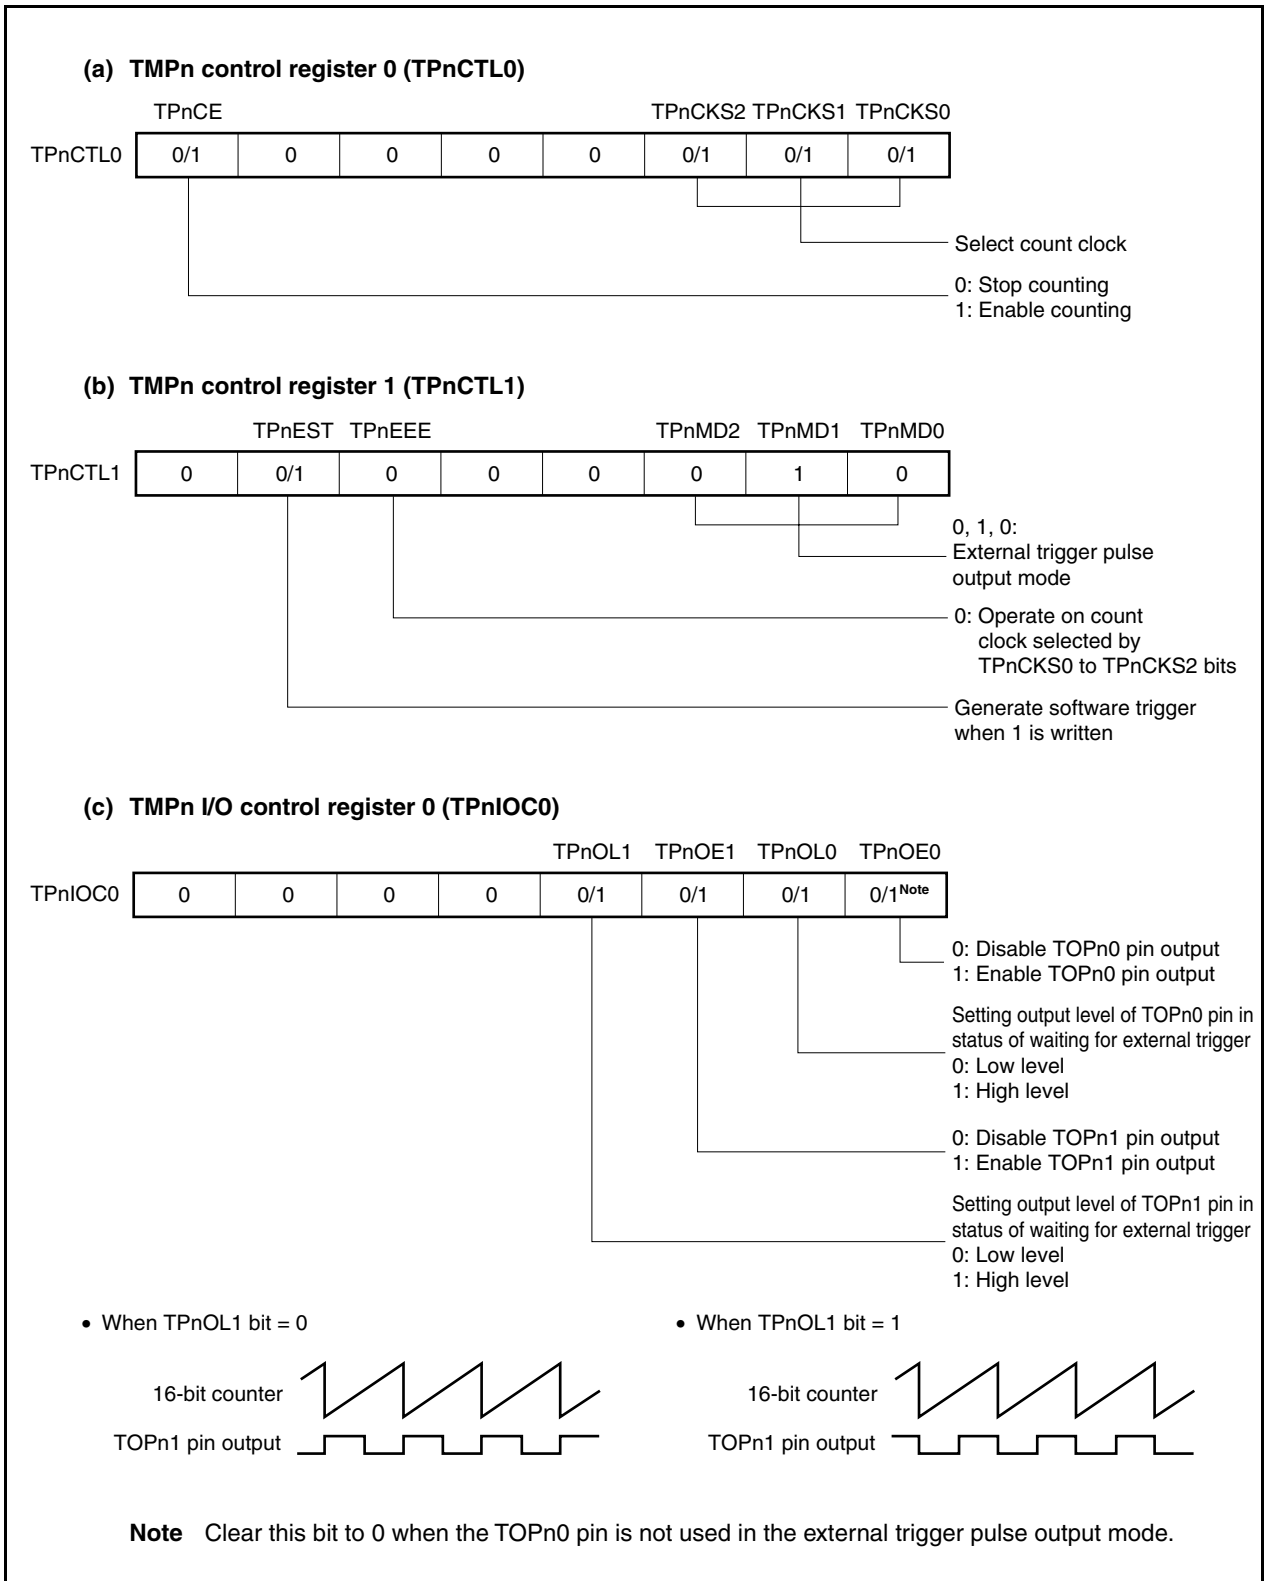 (a) TMPn control register 0 (TPnCTL0)
TPnCE TPnCKS2 TPnCKS1 TPnCKS0
TPnCTL0 0/1 0 0 0 0 0/1 0/1 0/1
Select count clock
0: Stop counting
1: Enable counting
(b) TMPn control register 1 (TPnCTL1)
TPnEST TPnEEE TPnMD2 TPnMD1 TPnMD0
TPnCTL1 0 0/1 0 0 0 0 1 0
0, 1, 0:
External trigger pulse
output mode
0: Operate on count
clock selected by
TPnCKS0 to TPnCKS2 bits
Generate software trigger
when 1 is written
(c) TMPn I/O control register 0 (TPnIOC0)
TPnOL1 TPnOE1 TPnOL0 TPnOE0
TPnIOC0 0 0 0 0 0/1 0/1 0/1 0/1Note
0: Disable TOPn0 pin output
1: Enable TOPn0 pin output
Setting output level of TOPn0 pin in
status of waiting for external trigger
0: Low level
1: High level
0: Disable TOPn1 pin output
1: Enable TOPn1 pin output
Setting output level of TOPn1 pin in
status of waiting for external trigger
0: Low level
1: High level
• When TPnOL1 bit = 0 • When TPnOL1 bit = 1
16-bit counter 16-bit counter
TOPn1 pin output TOPn1 pin output
Note Clear this bit to 0 when the TOPn0 pin is not used in the external trigger pulse output mode.